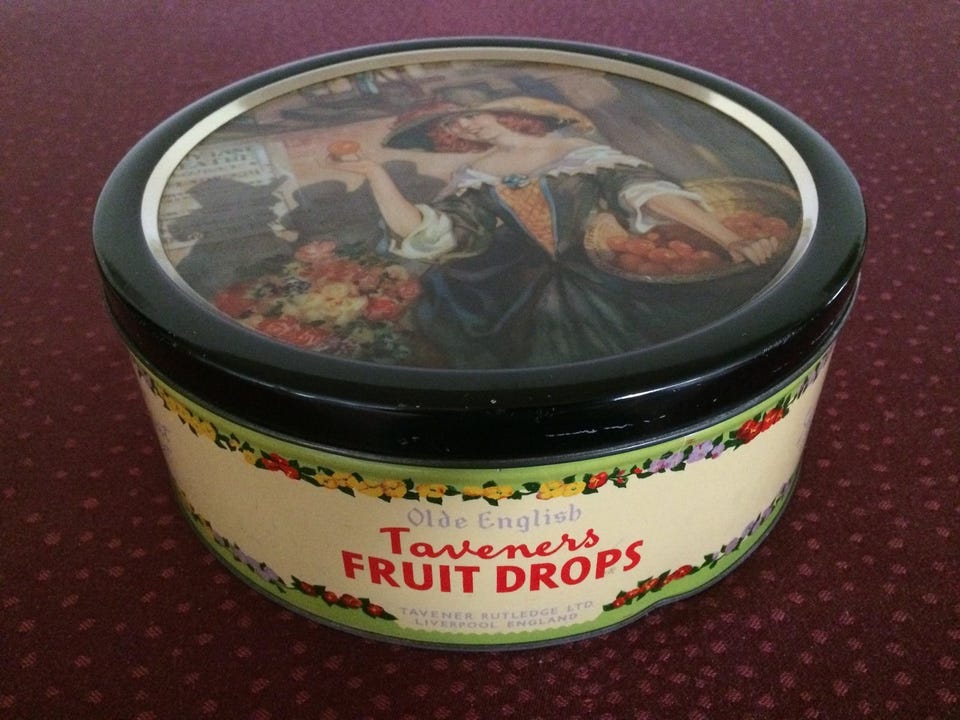 Olde English
Taveners
FRUIT DROPS
TAVENER RUTLEDGE LTD
LIVERPOOL ENGLAND